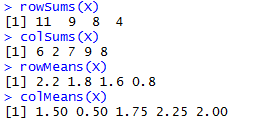 > rowSums(X)
[1] 11  9  8  4
> colSums(X)
[1] 6 2 7 9 8
> rowMeans(X)
[1] 2.2 1.8 1.6 0.8
> colMeans(X)
[1] 1.50 0.50 1.75 2.25 2.00